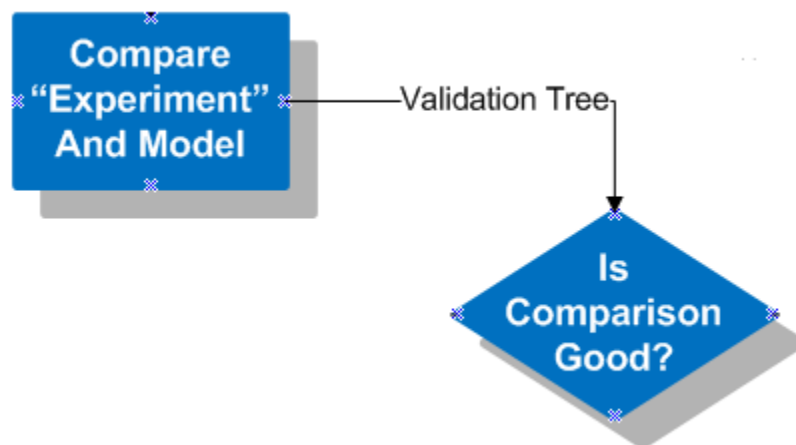 Compare
“Experiment”
And Model
Validation Tree
Is
Comparison
Good?